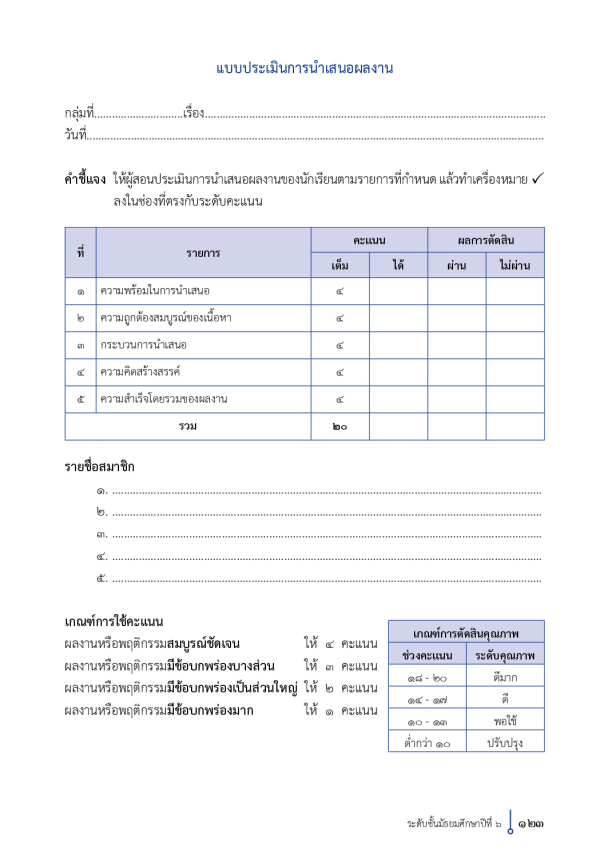 แบบประเมินการนำเสนอผลงาน
กลุ่มที่..............................เรื่อง....................................................................................................................
วันที่...........................................................................................................................................................
คำชี้แจง ให้ผู้สอนประเมินการนำเสนอผลงานของนักเรียนตามรายการที่กำหนด แล้วทำเครื่องหมาย ✓
ลงในช่องที่ตรงกับระดับคะแนน
ที่ รายการ คะแนน ผลการตัดสิน
เต็ม ได้ ผ่าน ไม่ผ่าน
๑ ความพร้อมในการนำเสนอ ๔
๒ ความถูกต้องสมบูรณ์ของเนื้อหา ๔
๓ กระบวนการนำเสนอ ๔
๔ ความคิดสร้างสรรค์ ๔
๕ ความสำเร็จโดยรวมของผลงาน ๔
รวม ๒๐
รายชื่อสมาชิก
๑. ................................................................................................................................................
๒. ................................................................................................................................................
๓. ................................................................................................................................................
๔. ................................................................................................................................................
๕. ................................................................................................................................................
เกณฑ์การใช้คะแนน
ผลงานหรือพฤติกรรมสมบูรณ์ชัดเจน ให้ ๔ คะแนน
ผลงานหรือพฤติกรรมมีข้อบกพร่องบางส่วน ให้ ๓ คะแนน
ผลงานหรือพฤติกรรมมีข้อบกพร่องเป็นส่วนใหญ่ ให้ ๒ คะแนน
ผลงานหรือพฤติกรรมมีข้อบกพร่องมาก ให้ ๑ คะแนน
เกณฑ์การตัดสินคุณภาพ
ช่วงคะแนน ระดับคุณภาพ
๑๘ - ๒๐ ดีมาก
๑๔ - ๑๗ ดี
๑๐ - ๑๓ พอใช้
ต่ำกว่า ๑๐ ปรับปรุง
ระดับชั้นมัธยมศึกษาปีที่ ๖ ๑๒๓